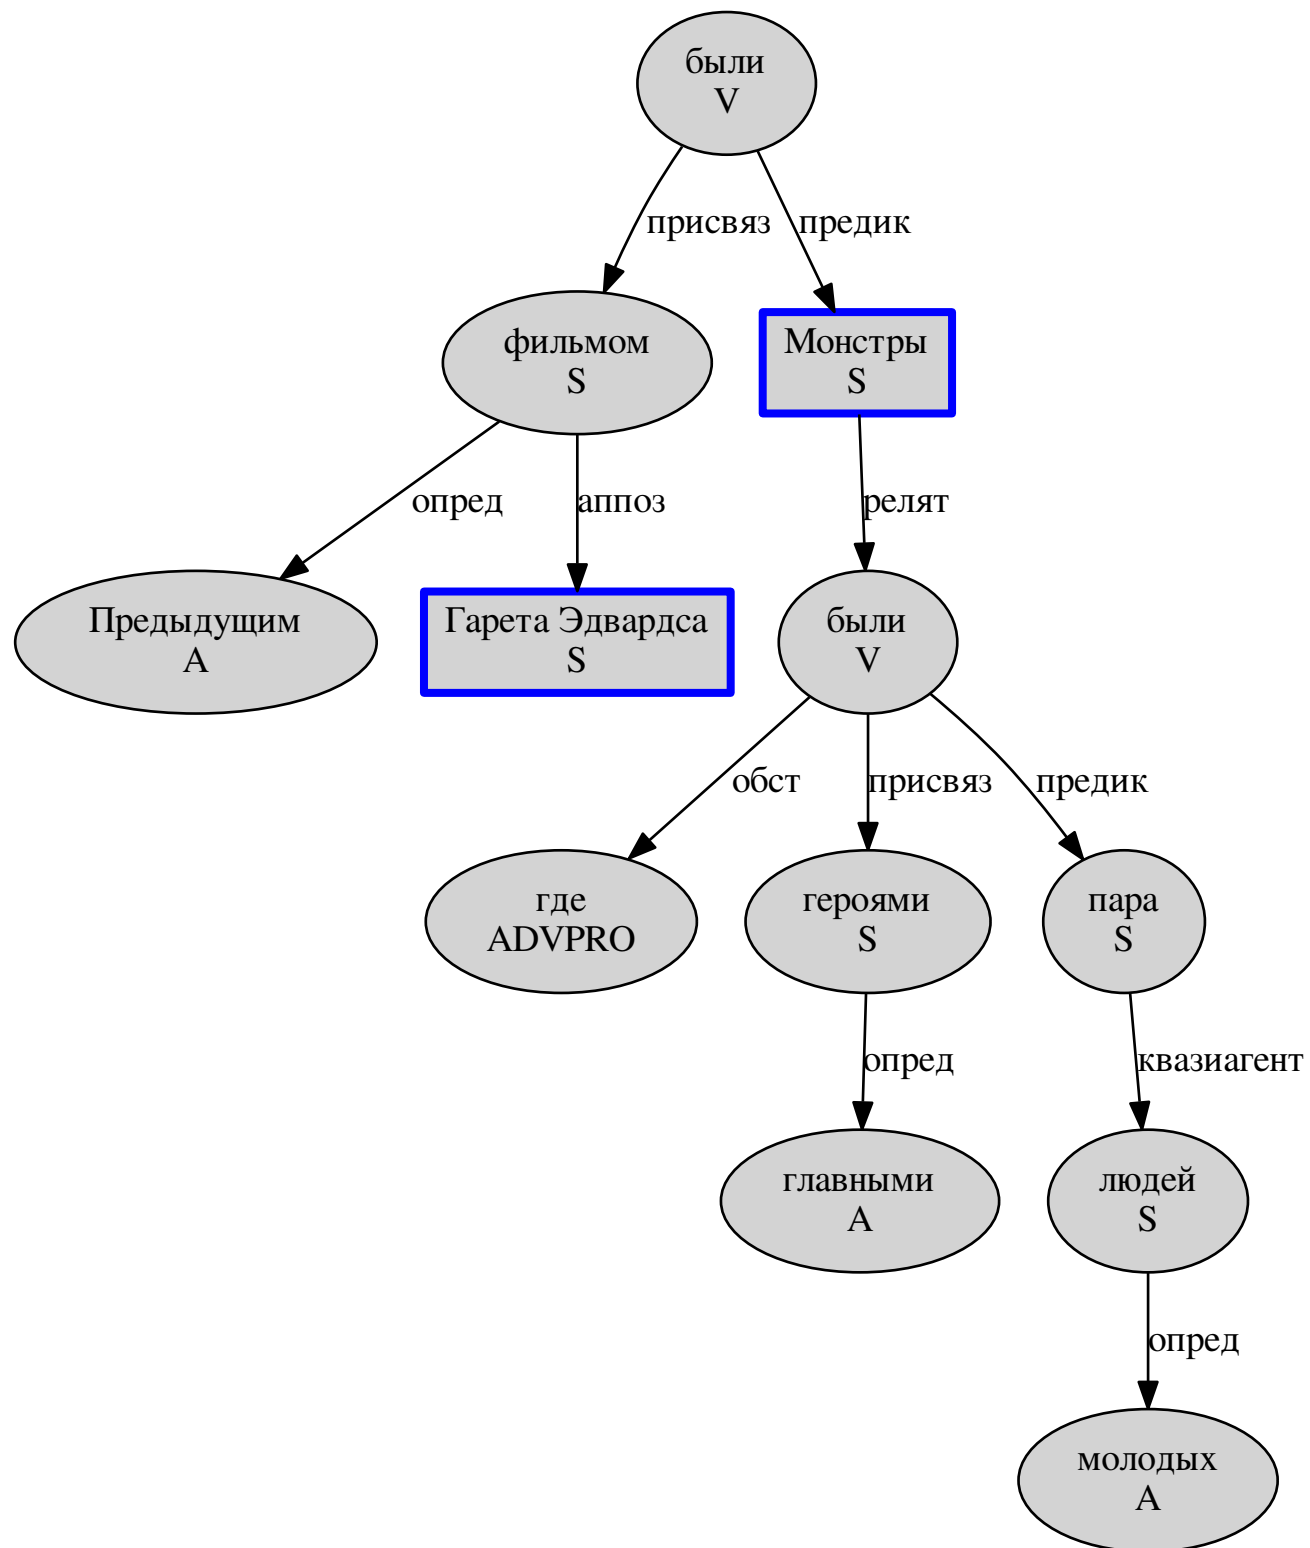 были
V
присвяз
предик
фильмом
S
Монстры
S
опред
аппоз
релят
Предыдущим
A
Гарета Эдвардса
S
были
V
обст
присвяз
предик
где
ADVPRO
героями
S
пара
S
опред
квазиагент
главными
A
людей
S
опред
молодых
A